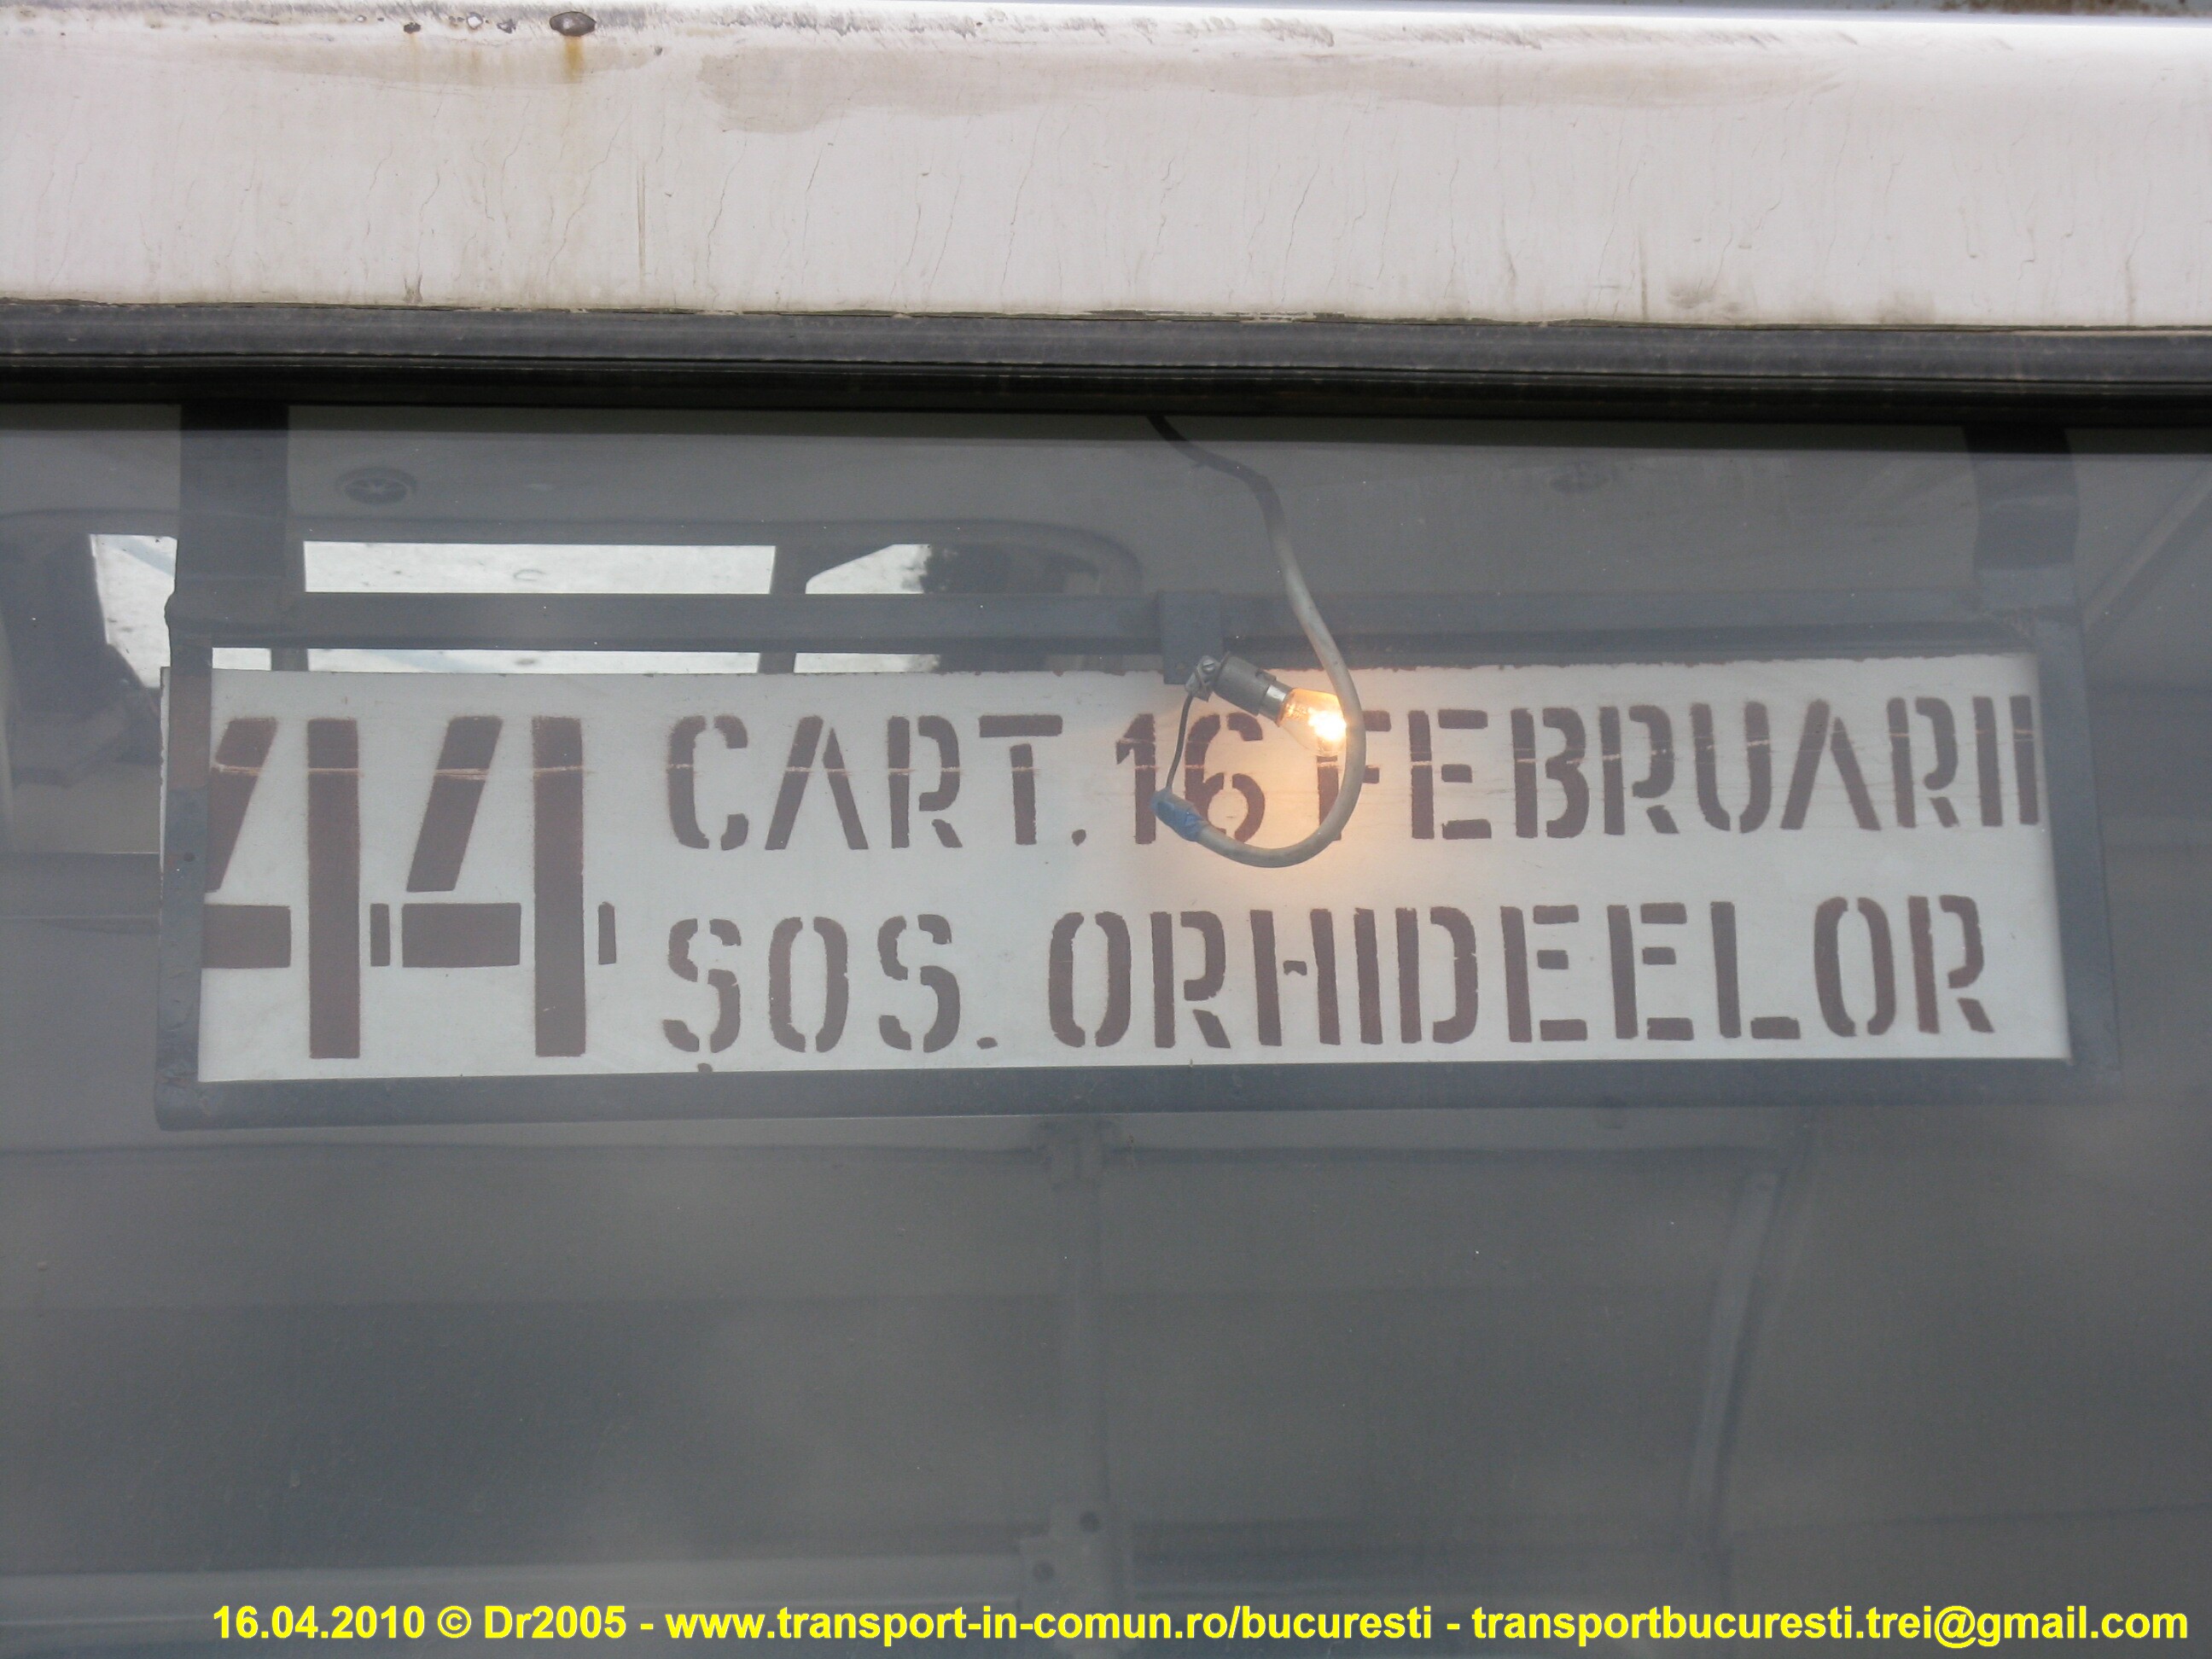 44 CART. 16 FEBRUARII
ȘOS. ORHIDEELOR
16.04.2010 © Dr2005 - www.transport-in-comun.ro/bucuresti - transportbucuresti.trei@gmail.com